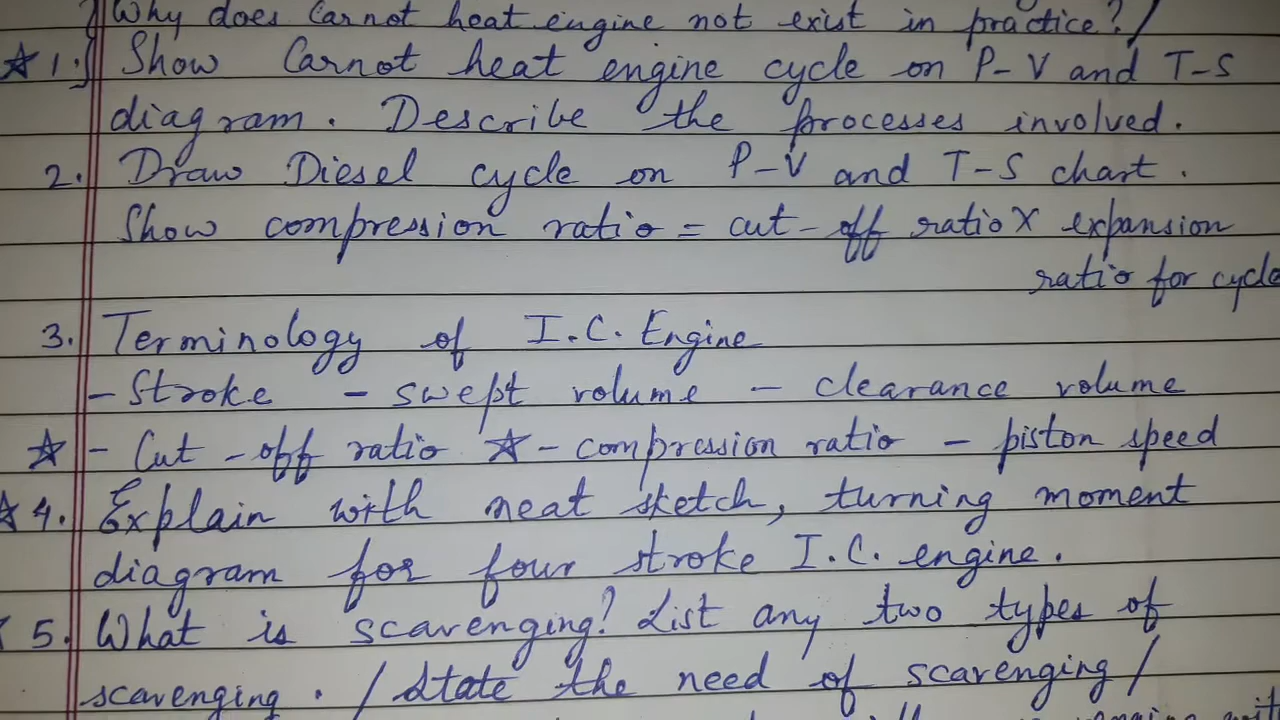 Why does Carnot heat engine not exist in practice? /
☆ 1. Show Carnot heat engine cycle on P-V and T-S
diagram. Describe the processes involved.
2. Draw Diesel cycle on P-V and T-S chart.
Show compression ratio = cut-off ratio X expansion
ratio for cycle
3. Terminology of I.C. Engine
- Stroke - swept volume - clearance volume
☆ - Cut-off ratio ☆ - compression ratio - piston speed
☆ 4. Explain with neat sketch, turning moment
diagram for four stroke I.C. engine.
5. What is scavenging? List any two types of
scavenging. / State the need of scavenging /